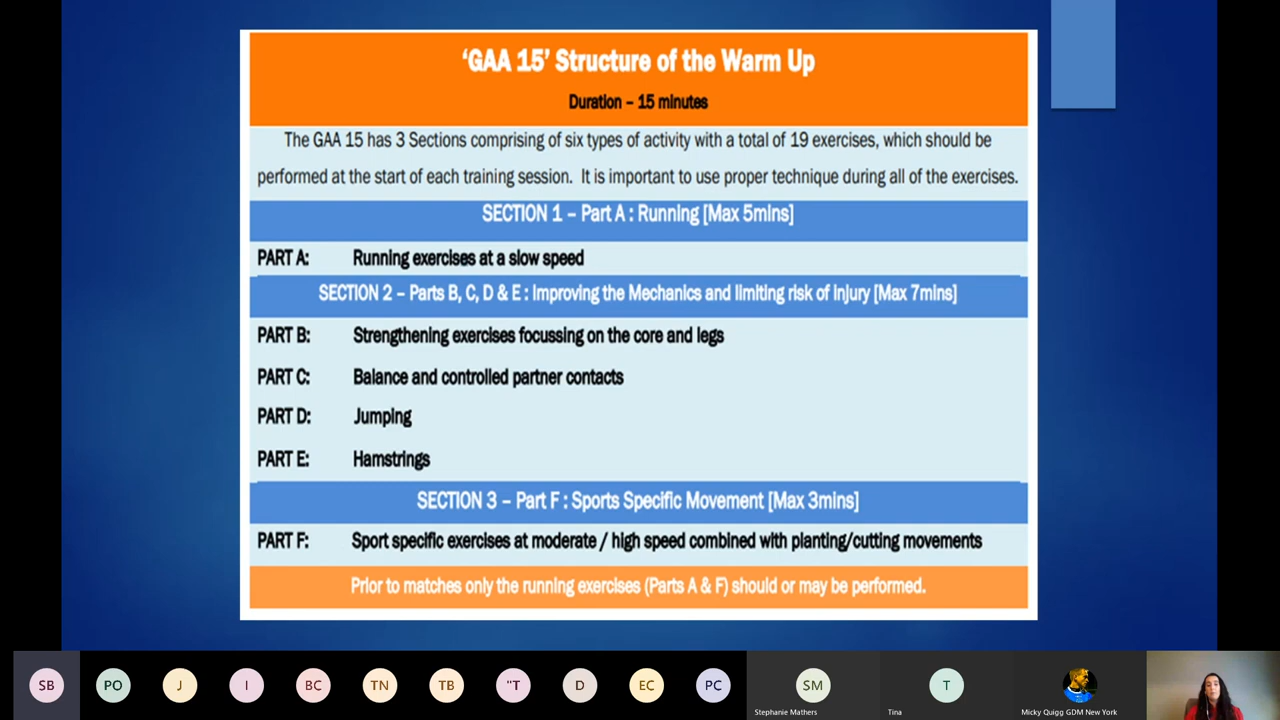 ‘GAA 15’ Structure of the Warm Up
Duration – 15 minutes
The GAA 15 has 3 Sections comprising of six types of activity with a total of 19 exercises, which should be
performed at the start of each training session. It is important to use proper technique during all of the exercises.
SECTION 1 – Part A : Running [Max 5mins]
PART A: Running exercises at a slow speed
SECTION 2 – Parts B, C, D & E : Improving the Mechanics and limiting risk of injury [Max 7mins]
PART B: Strengthening exercises focussing on the core and legs
PART C: Balance and controlled partner contacts
PART D: Jumping
PART E: Hamstrings
SECTION 3 – Part F : Sports Specific Movement [Max 3mins]
PART F: Sport specific exercises at moderate / high speed combined with planting/cutting movements
Prior to matches only the running exercises (Parts A & F) should or may be performed.
SB PO J I BC TN TB "T D EC PC SM T
Stephanie Mathers Tina Micky Quigg GDM New York